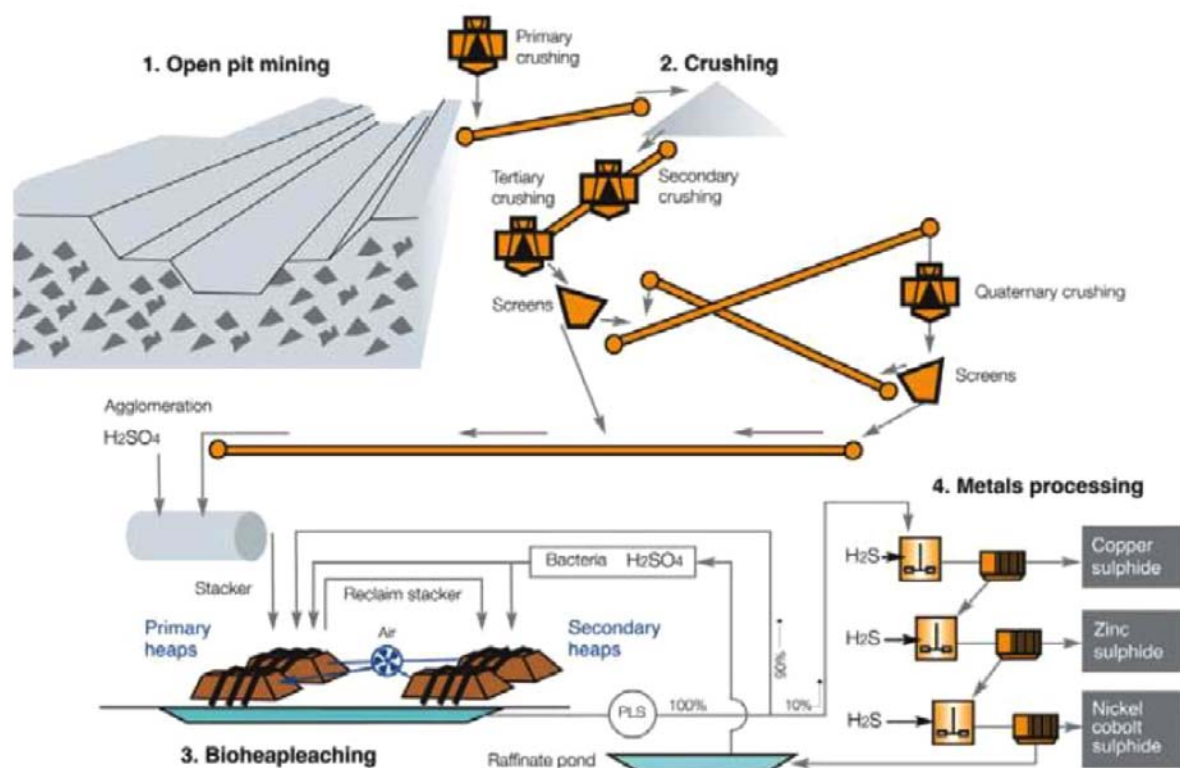 1. Open pit mining
Primary
crushing
2. Crushing
Tertiary
crushing
Secondary
crushing
Screens
Quaternary crushing
Screens
Agglomeration
H2SO4
Stacker
Bacteria H2SO4
Reclaim stacker
Primary
heaps
Air
Secondary
heaps
PLS
100%
90%
10%
3. Bioheapleaching
Raffinate pond
4. Metals processing
H2S
Copper
sulphide
H2S
Zinc
sulphide
H2S
Nickel
cobolt
sulphide